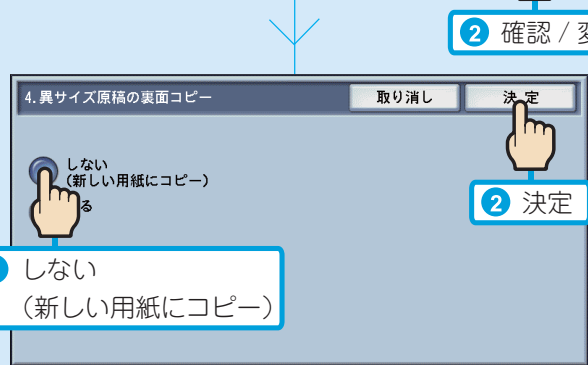 2 確認 / 変
4.異サイズ原稿の裏面コピー
取り消し
決 定
しない
(新しい用紙にコピー)
る
2 決定
しない
(新しい用紙にコピー)